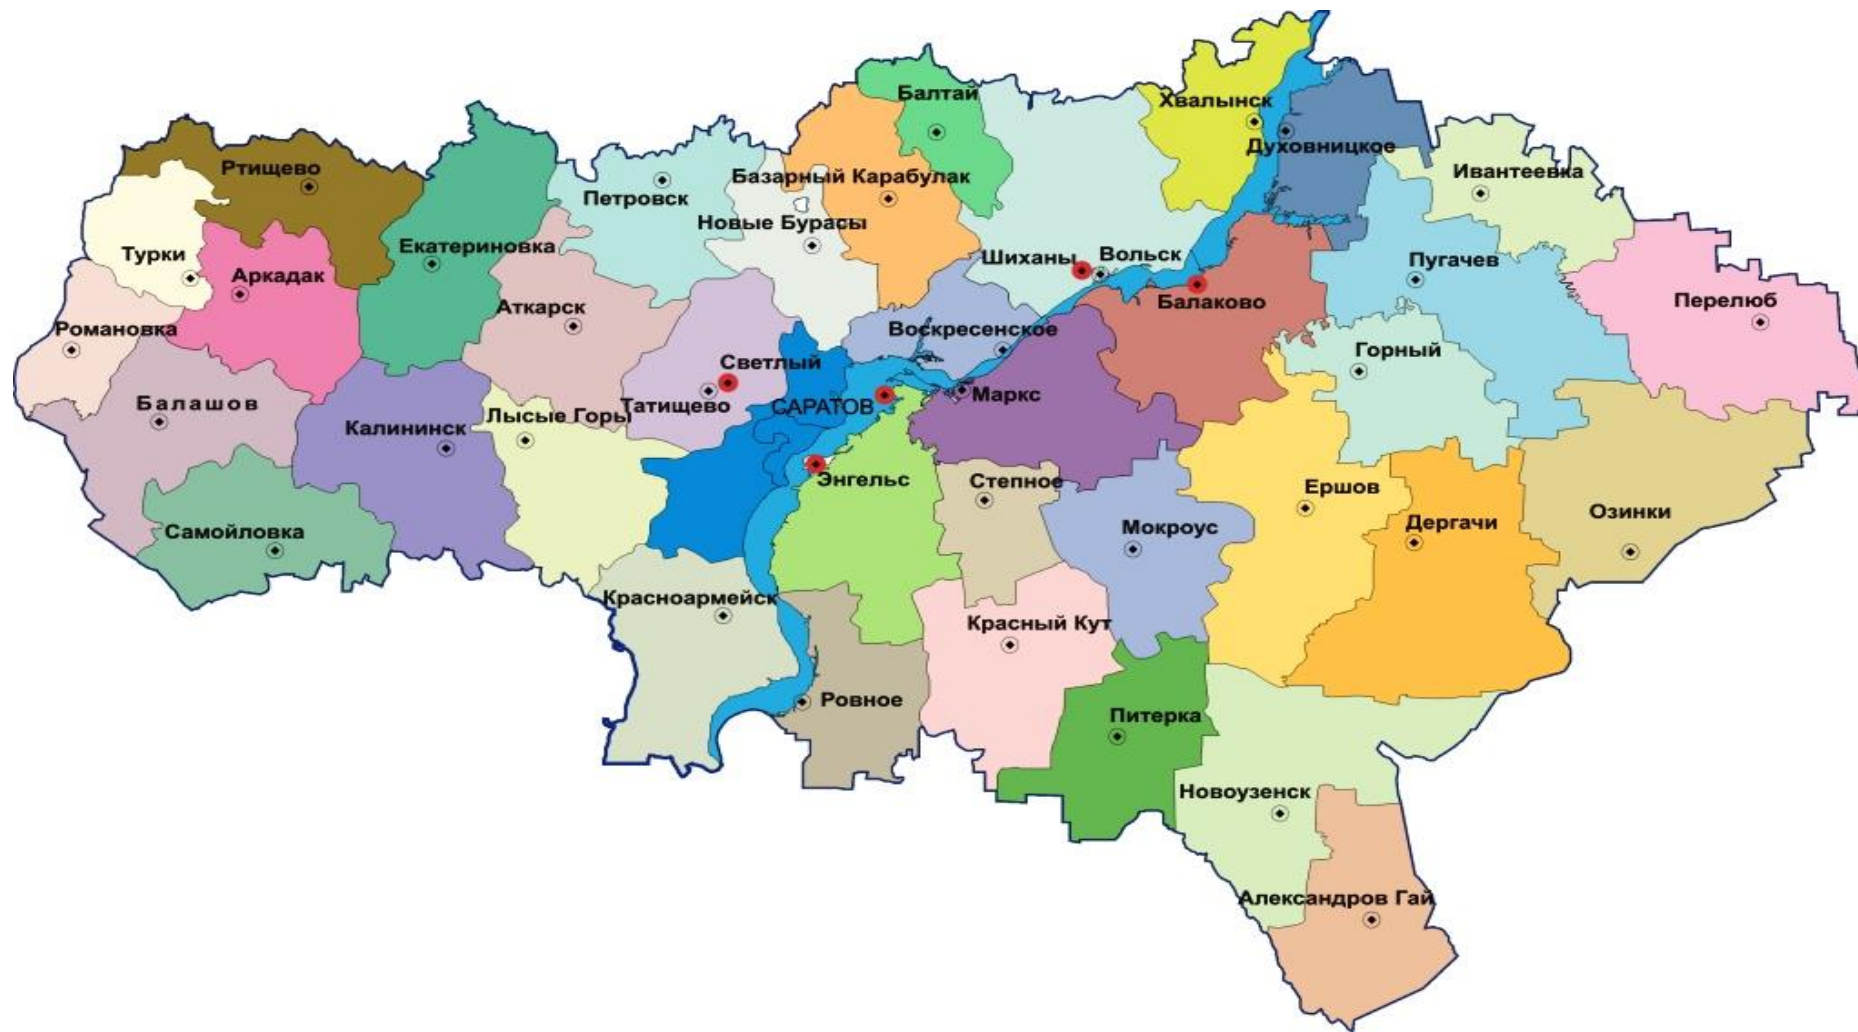 Балтай
Хвалынск
Духовницкое
Ртищево
Базарный Карабулак
Ивантеевка
Петровск
Новые Бурасы
Екатериновка
Турки
Аркадак
Шиханы
Вольск
Пугачев
Балаково
Перелюб
Аткарск
Романовка
Воскресенское
Горный
Светлый
Татищево
САРАТОВ
Маркс
Балашов
Лысые Горы
Калининск
Энгельс
Степное
Ершов
Озинки
Мокроус
Дергачи
Самойловка
Красноармейск
Красный Кут
Ровное
Питерка
Новоузенск
Александров Гай